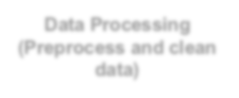 Data Processing
(Preprocess and clean
data)